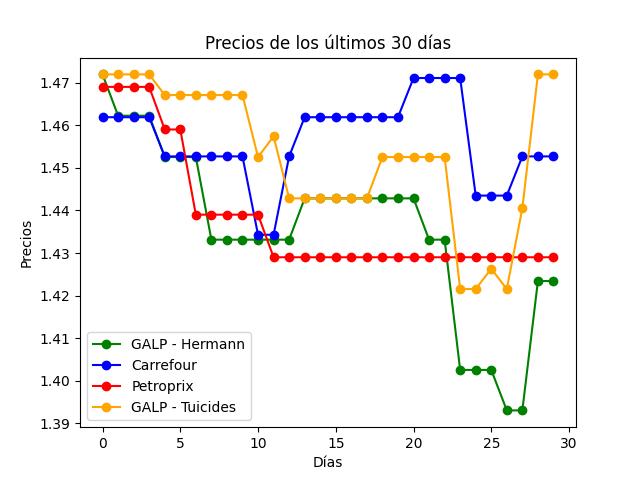 Precios de los últimos 30 días
Precios
1.47
1.46
1.45
1.44
1.43
1.42
1.41
1.40
1.39
GALP - Hermann
Carrefour
Petroprix
GALP - Tuicides
0 5 10 15 20 25 30
Días